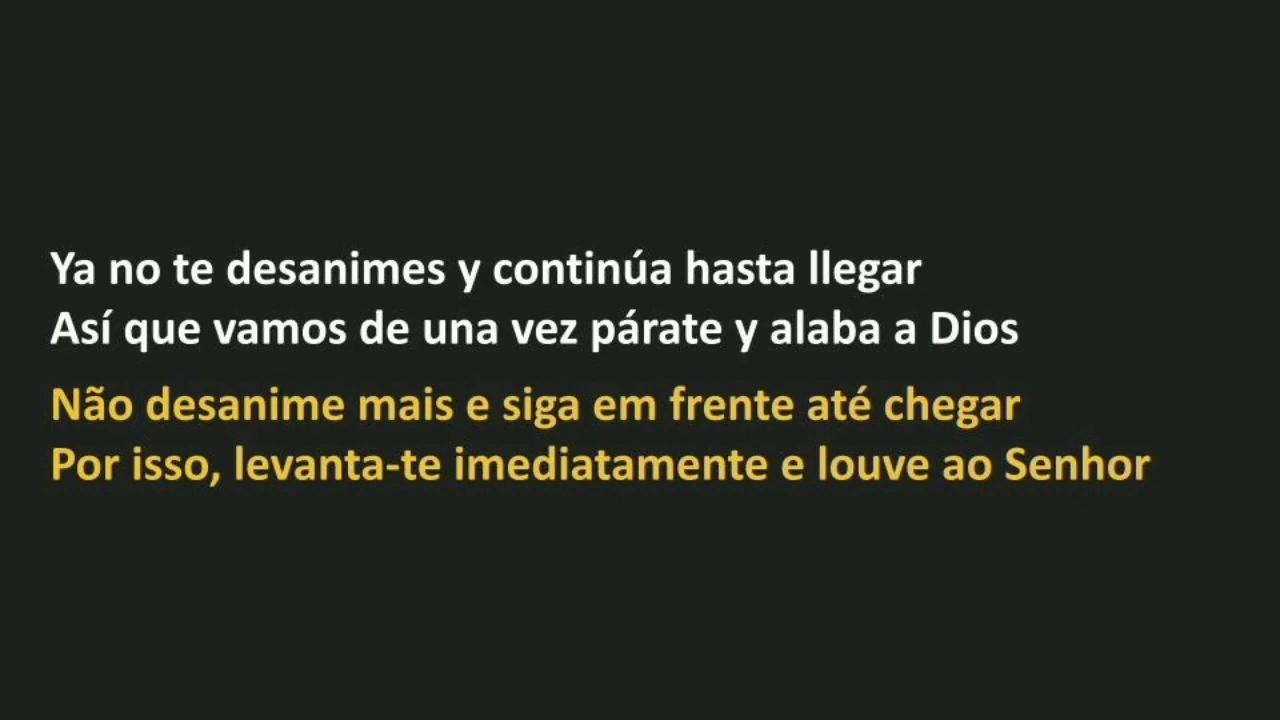 Ya no te desanimes y continúa hasta llegar
Así que vamos de una vez párate y alaba a Dios
Não desanime mais e siga em frente até chegar
Por isso, levanta-te imediatamente e louve ao Senhor